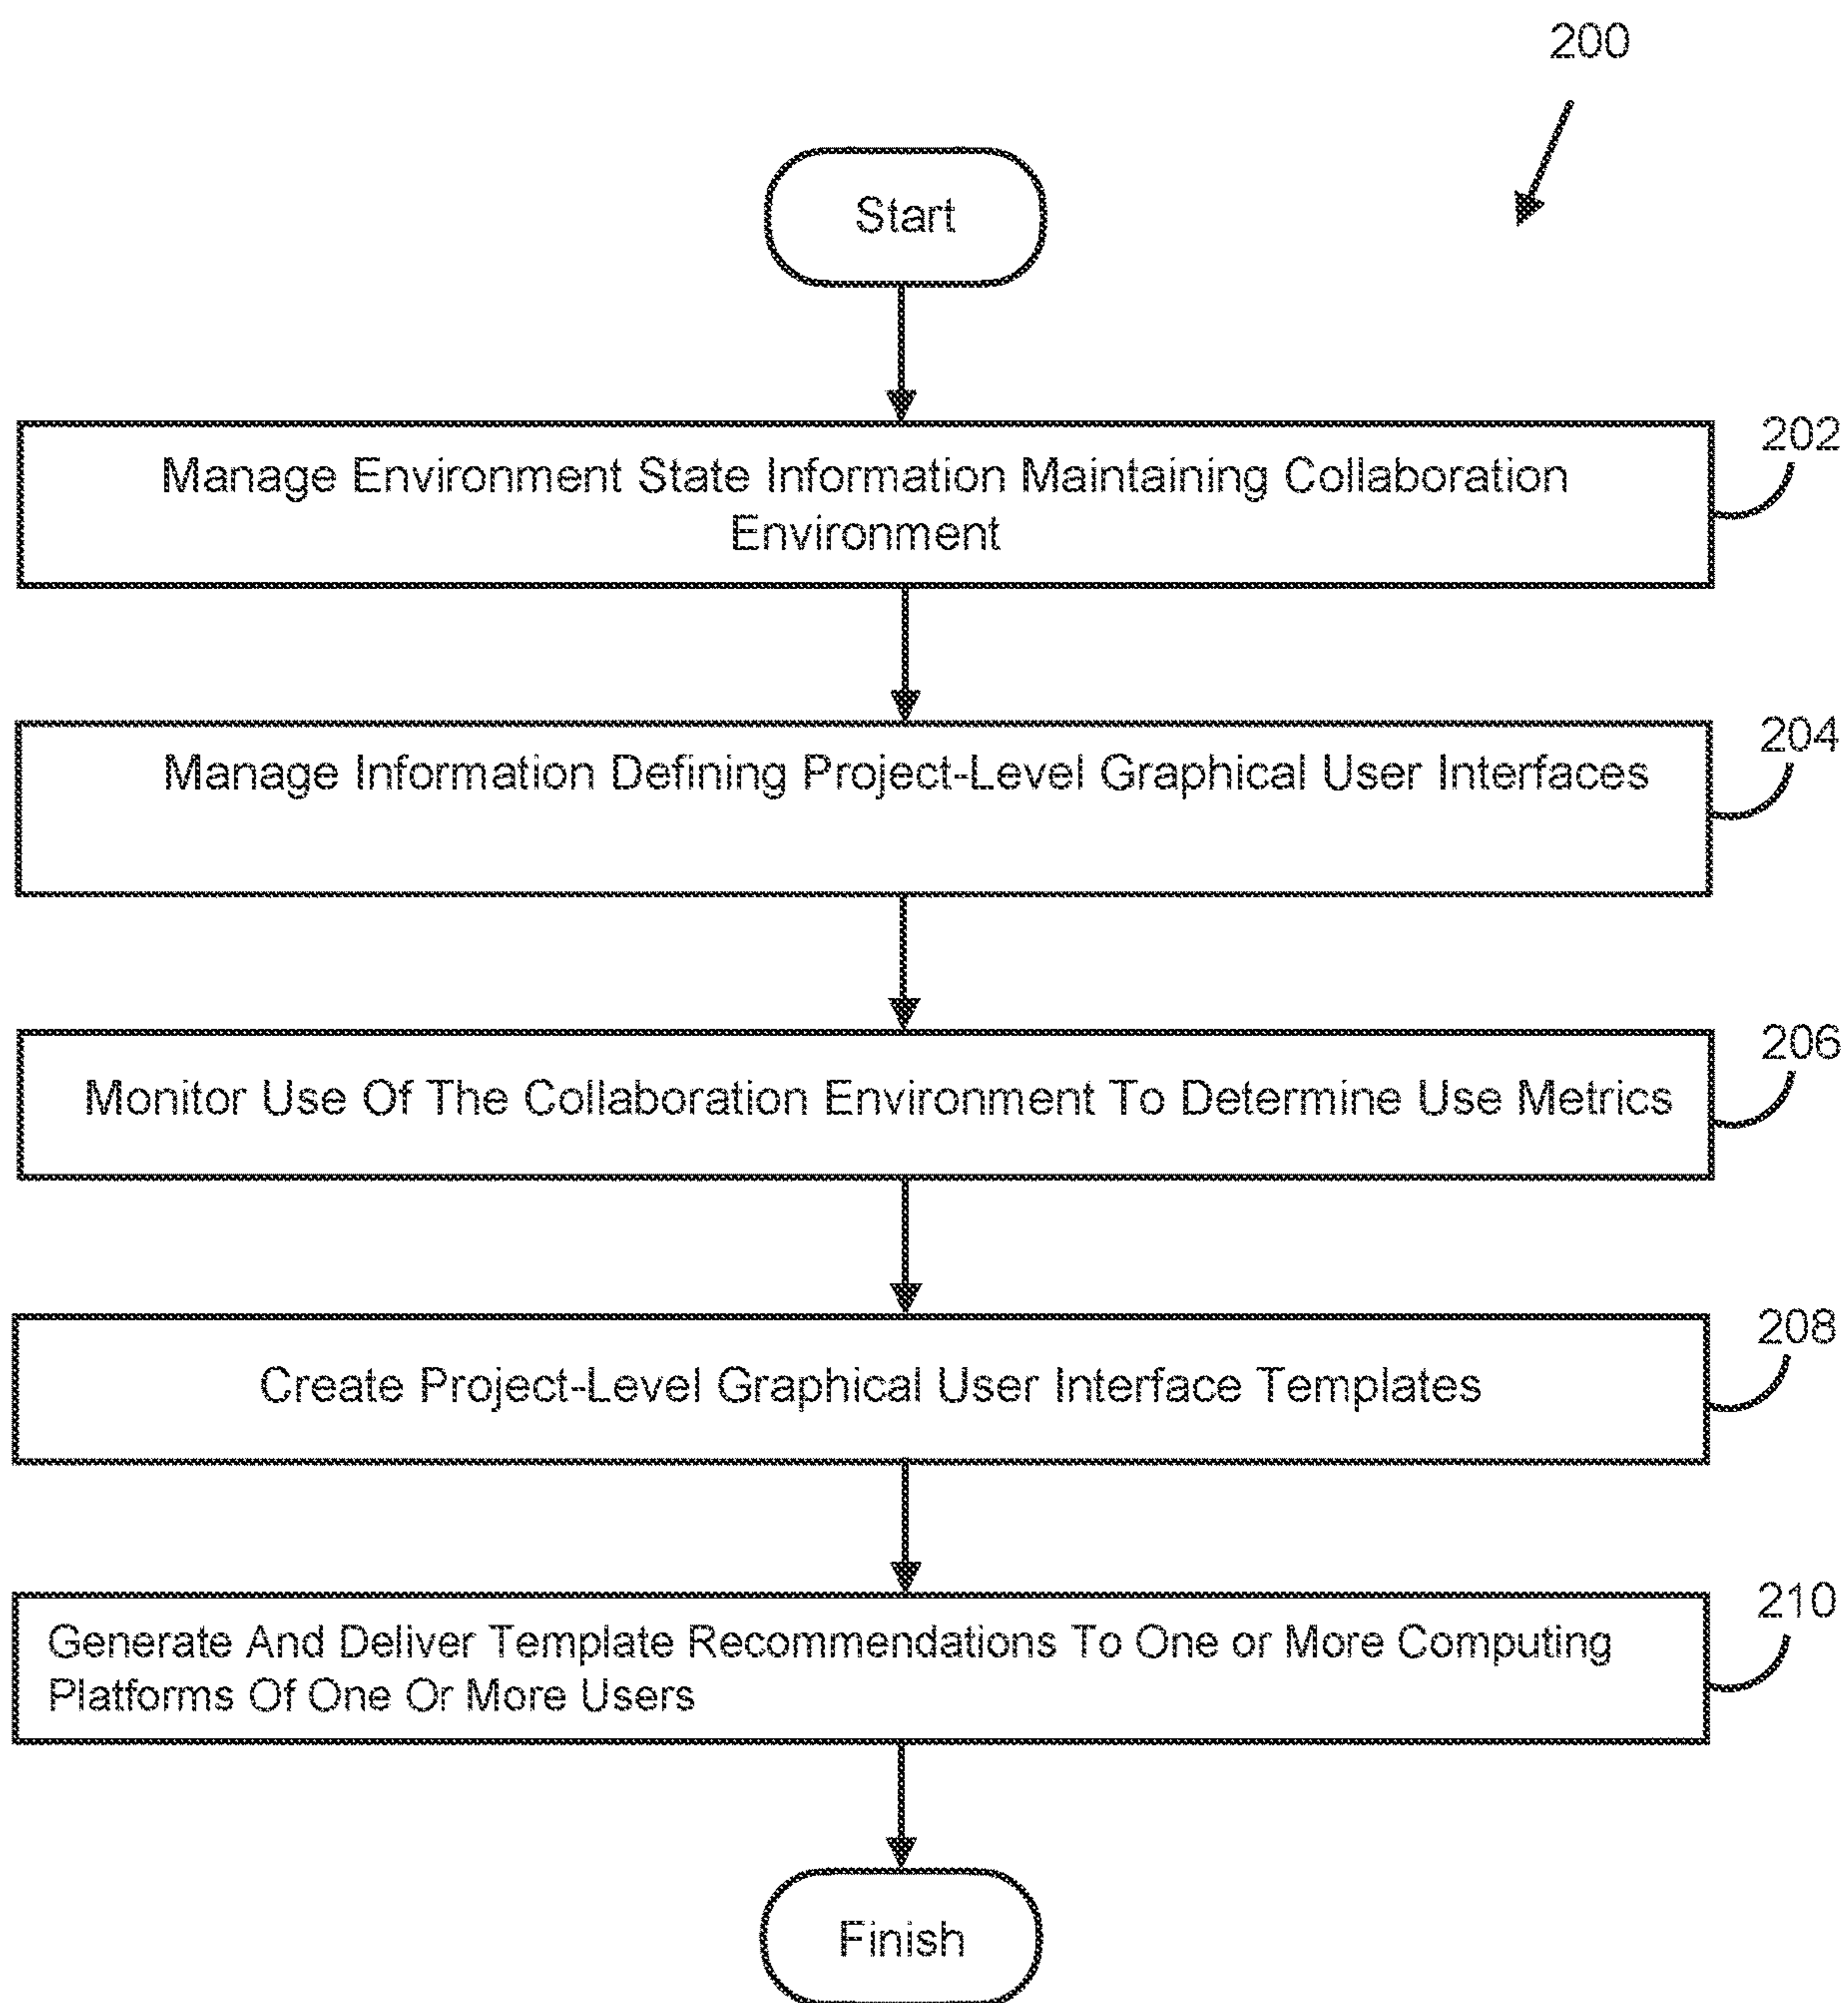 200
Start
Manage Environment State Information Maintaining Collaboration
Environment
202
Manage Information Defining Project-Level Graphical User Interfaces
204
Monitor Use Of The Collaboration Environment To Determine Use Metrics
206
Create Project-Level Graphical User Interface Templates
208
Generate And Deliver Template Recommendations To One or More Computing
Platforms Of One Or More Users
210
Finish